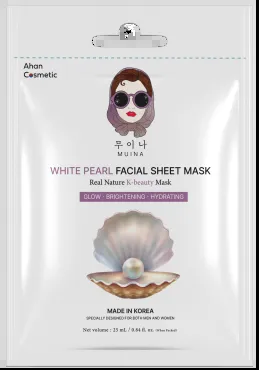 Ahan
Cosmetic
무이나
MUINA
WHITE PEARL FACIAL SHEET MASK
Real Nature K-beauty Mask
GLOW · BRIGHTENING · HYDRATING
MADE IN KOREA
SPECIALLY DESIGNED FOR BOTH MEN AND WOMEN
Net volume : 25 ml / 0.84 fl. oz.